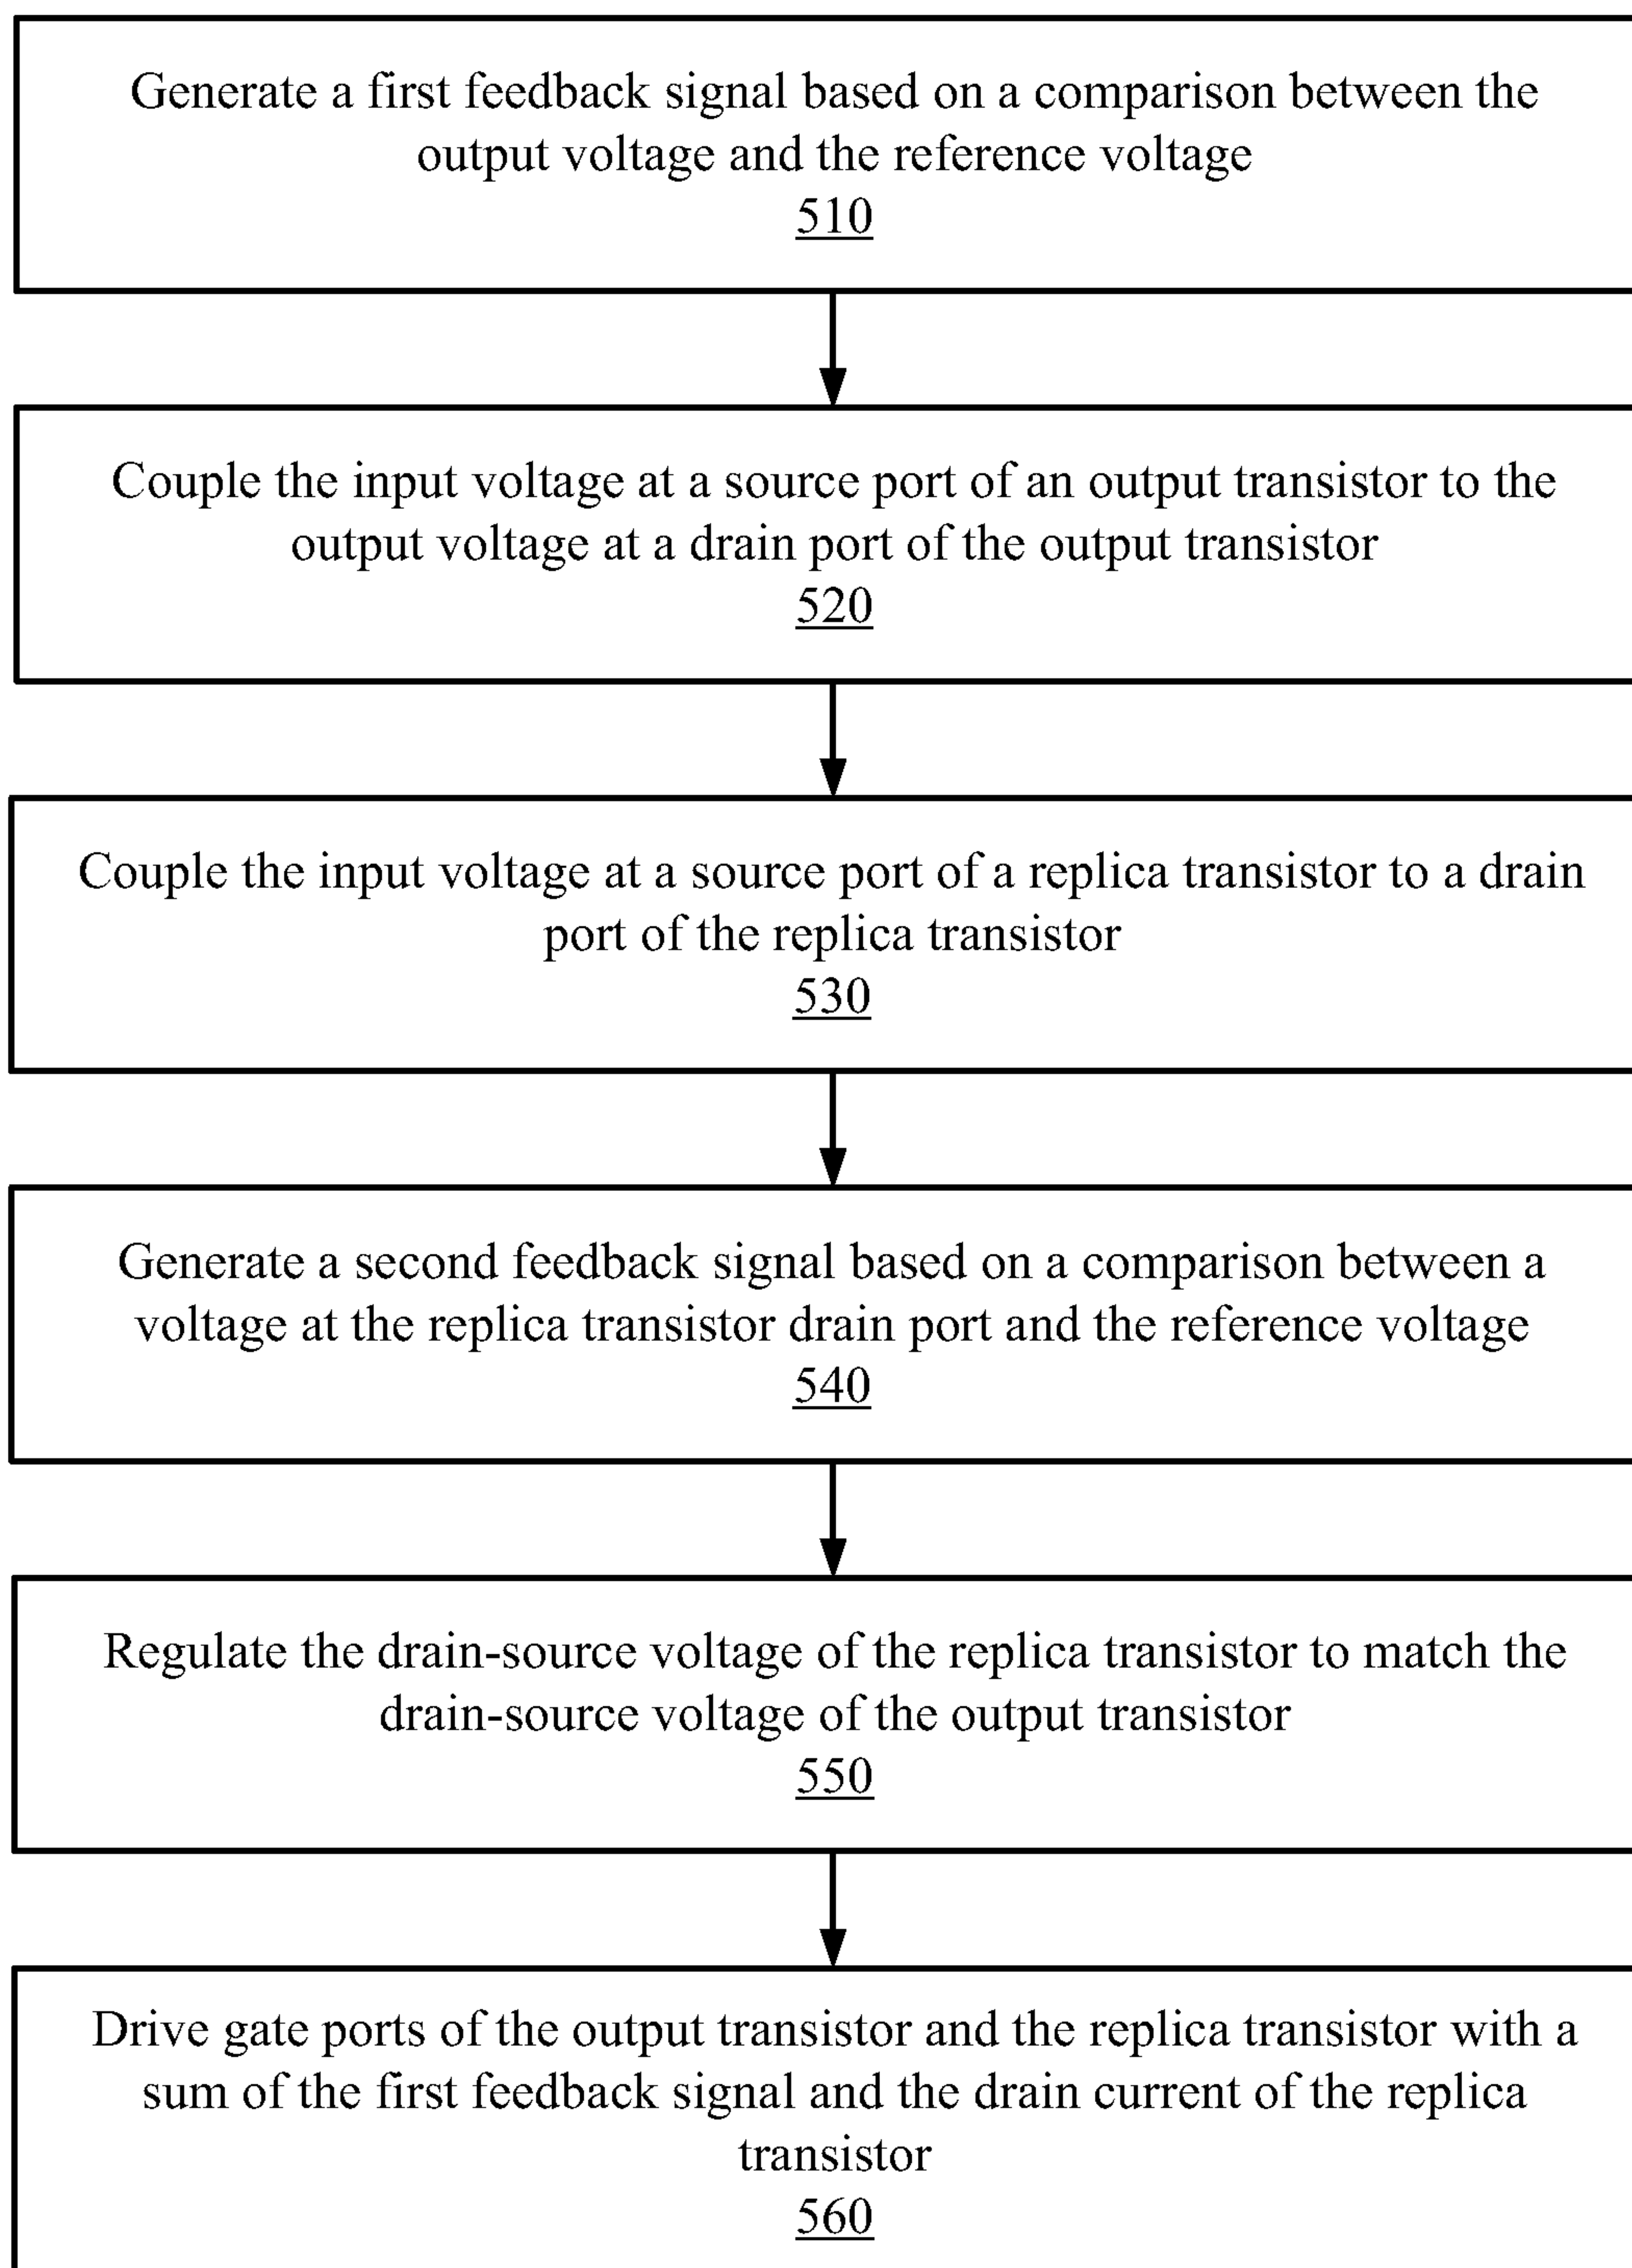 Generate a first feedback signal based on a comparison between the
output voltage and the reference voltage
510
Couple the input voltage at a source port of an output transistor to the
output voltage at a drain port of the output transistor
520
Couple the input voltage at a source port of a replica transistor to a drain
port of the replica transistor
530
Generate a second feedback signal based on a comparison between a
voltage at the replica transistor drain port and the reference voltage
540
Regulate the drain-source voltage of the replica transistor to match the
drain-source voltage of the output transistor
550
Drive gate ports of the output transistor and the replica transistor with a
sum of the first feedback signal and the drain current of the replica
transistor
560